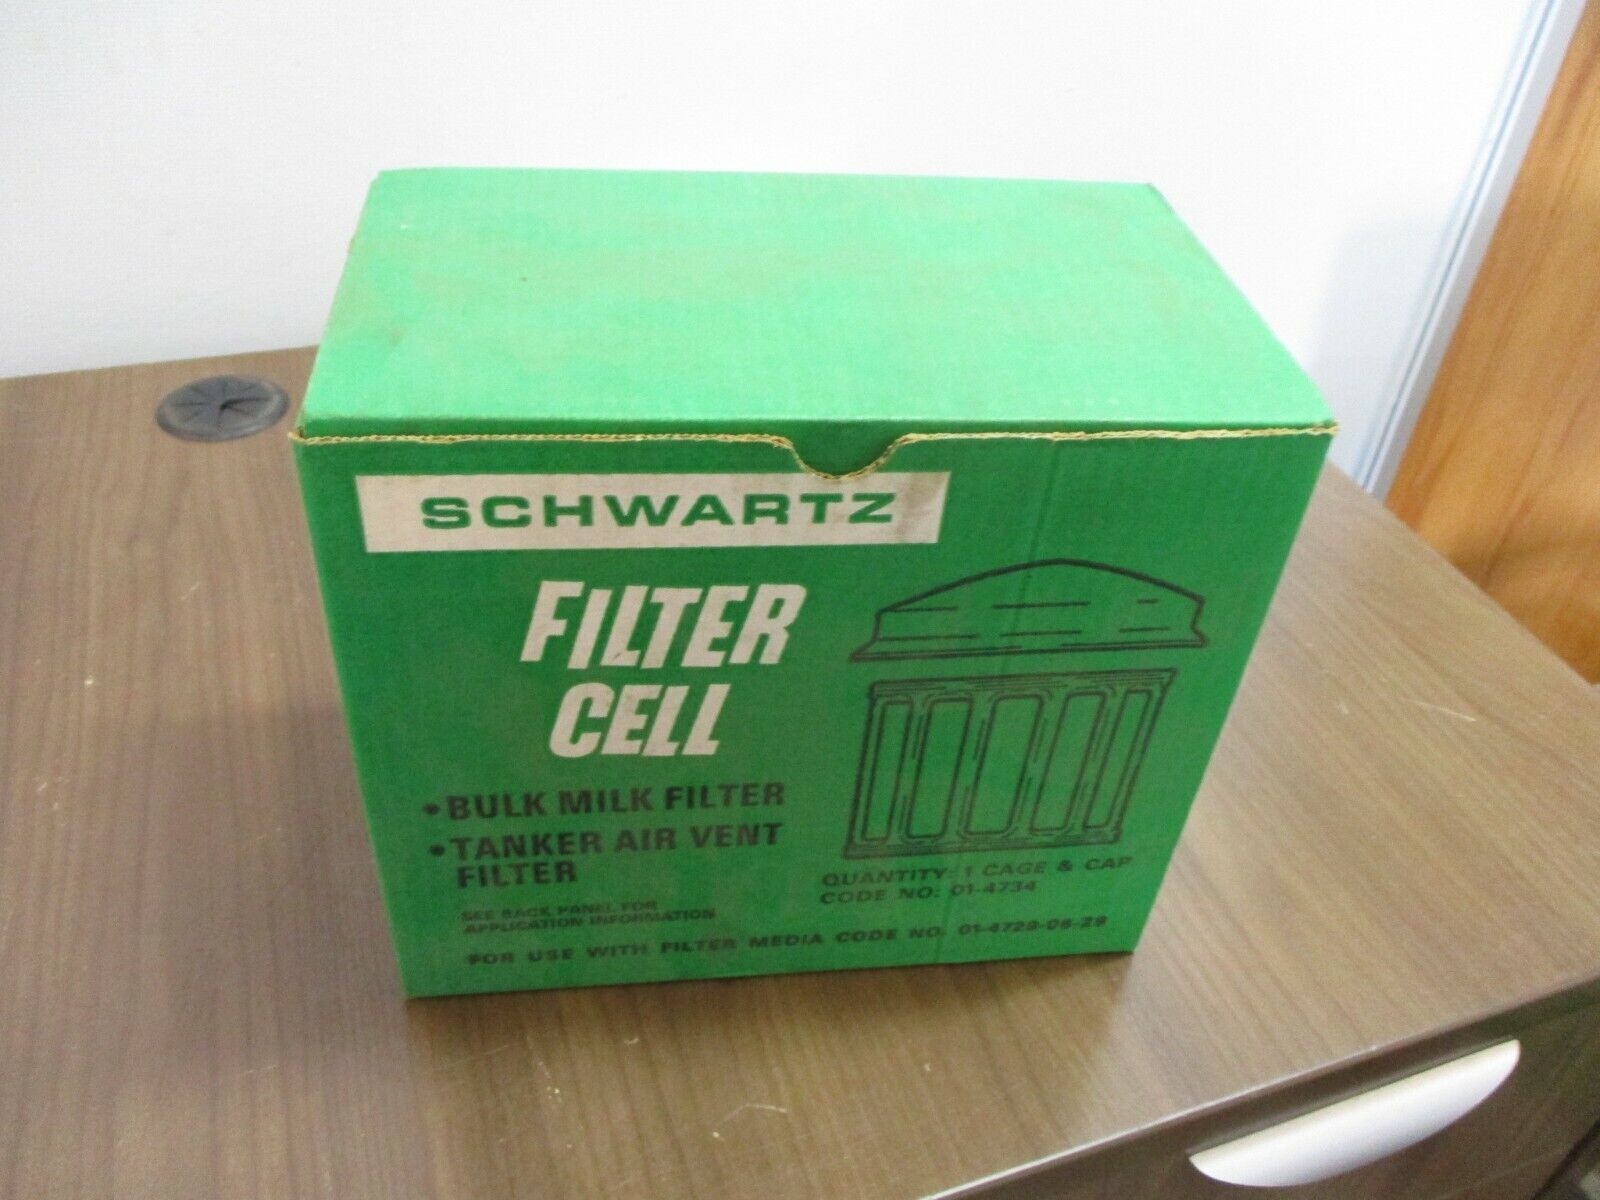 SCHWARTZ
FILTER
CELL
• BULK MILK FILTER
• TANKER AIR VENT
FILTER
SEE BACK PANEL FOR
APPLICATION INFORMATION
QUANTITY: 1 CAGE & CAP
CODE NO: 01-4734
FOR USE WITH FILTER MEDIA CODE NO. 01-4729-06-29